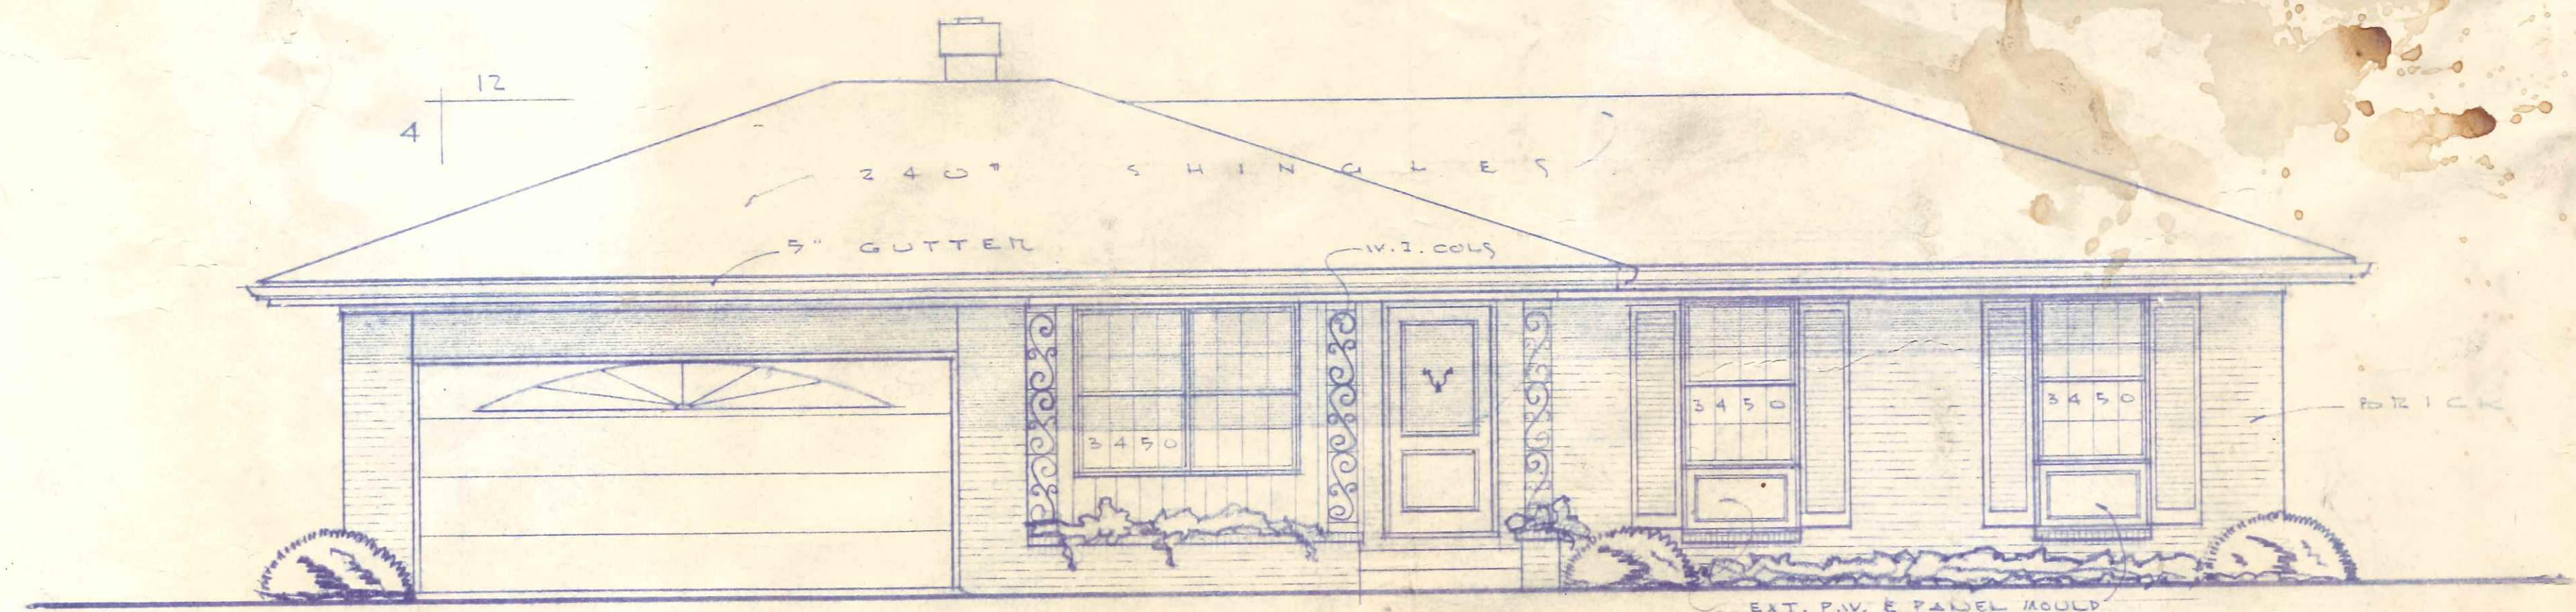 12
4
240# SHINGLES
5" GUTTER
W.I. COLS
3450
3450
3450
BRICK
EXT. P.W. & PANEL MOULD